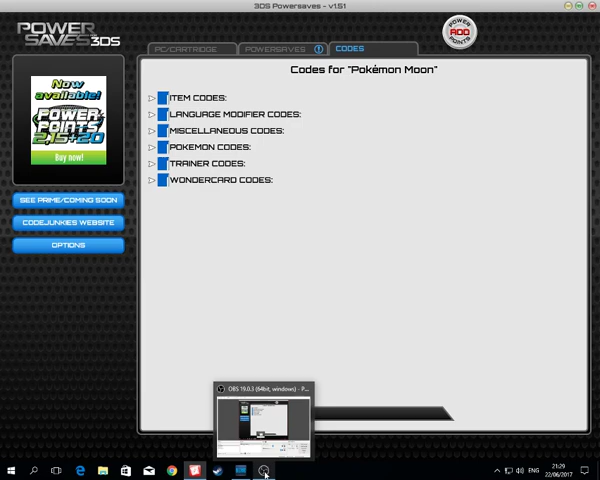 3DS Powersaves - v1.51
POWER
SAVES 3DS
POWER
ADD
POINTS
PC/CARTRIDGE
POWERSAVES
CODES
Codes for "Pokémon Moon"
Now
available!
POWER
POINTS
Buy now!
ITEM CODES:
LANGUAGE MODIFIER CODES:
MISCELLANEOUS CODES:
POKEMON CODES:
TRAINER CODES:
WONDERCARD CODES:
SEE PRIME/COMING SOON
CODEJUNKIES WEBSITE
OPTIONS
OBS 19.0.3 (64bit, windows) - P...
ENG
21:29
22/06/2017